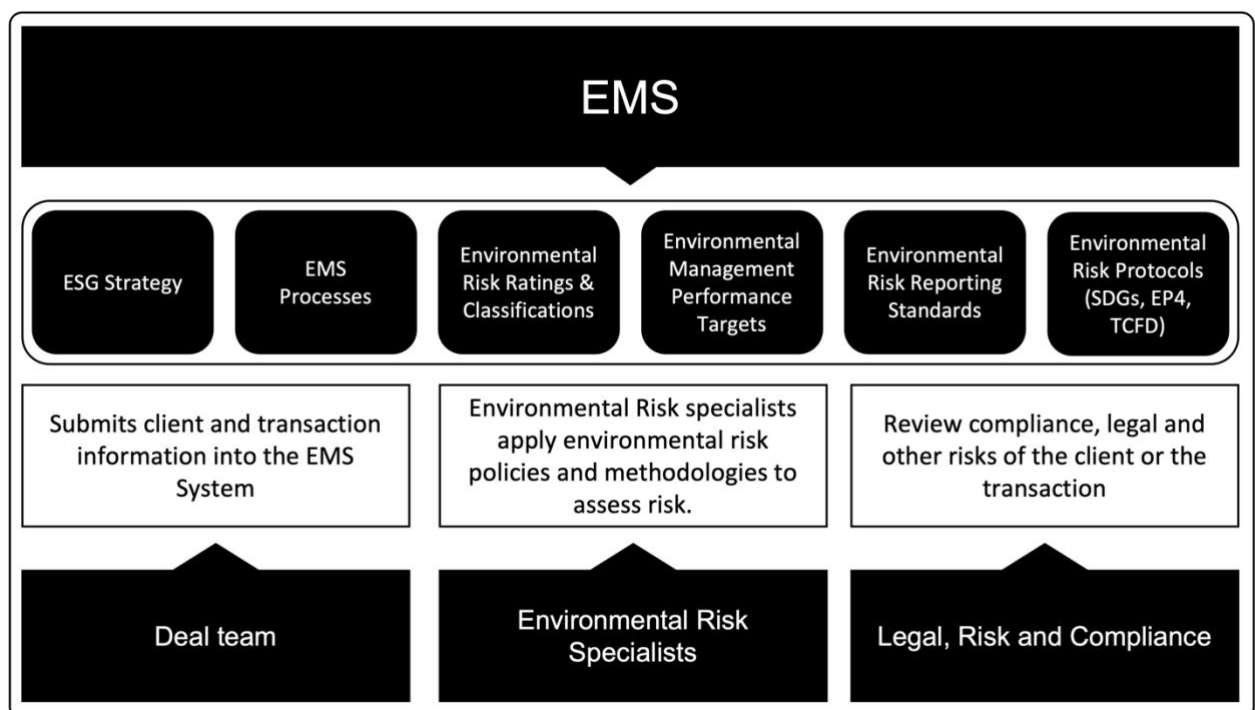 EMS
ESG Strategy
EMS
Processes
Environmental
Risk Ratings &
Classifications
Environmental
Management
Performance
Targets
Environmental
Risk Reporting
Standards
Environmental
Risk Protocols
(SDGs, EP4,
TCFD)
Submits client and transaction
information into the EMS
System
Environmental Risk specialists
apply environmental risk
policies and methodologies to
assess risk.
Review compliance, legal and
other risks of the client or the
transaction
Deal team
Environmental Risk
Specialists
Legal, Risk and Compliance